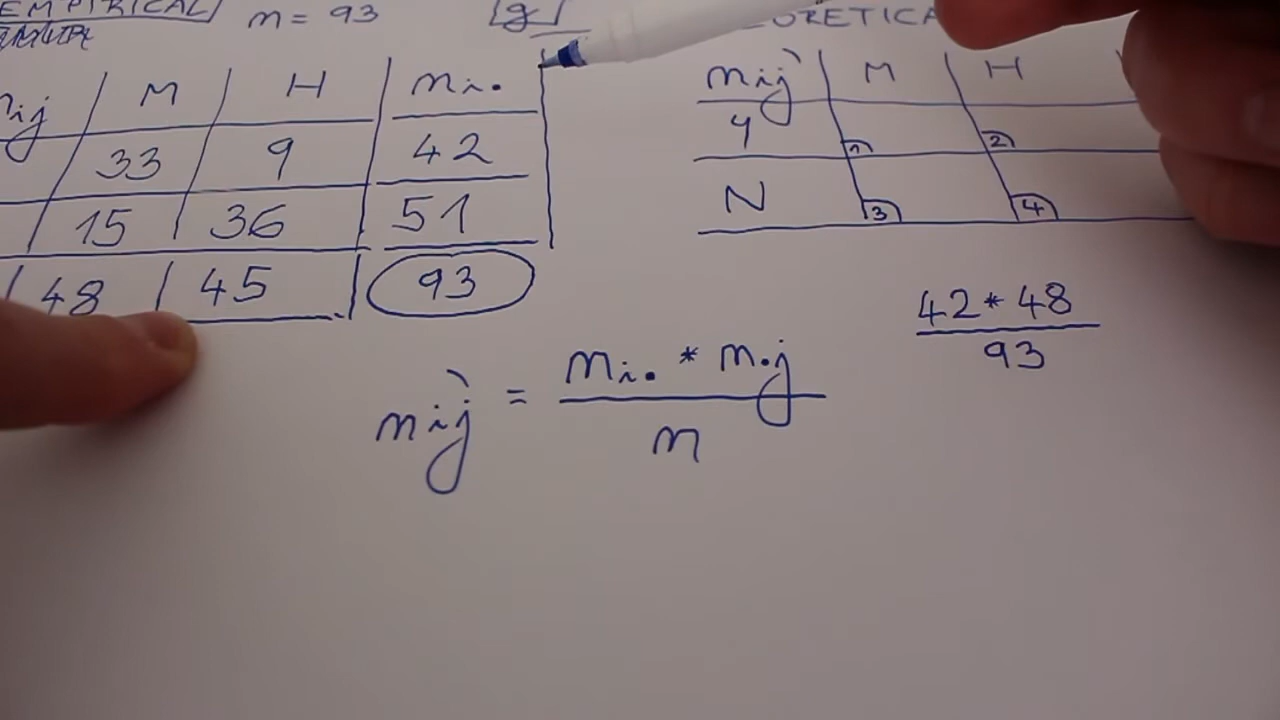 EMPIRICAL n = 93
nij M H ni.
33 9 42
15 36 51
48 45 93
nij` M H
Y 1 2
N 3 4
42 * 48
93
nij` = ni. * n.j
n